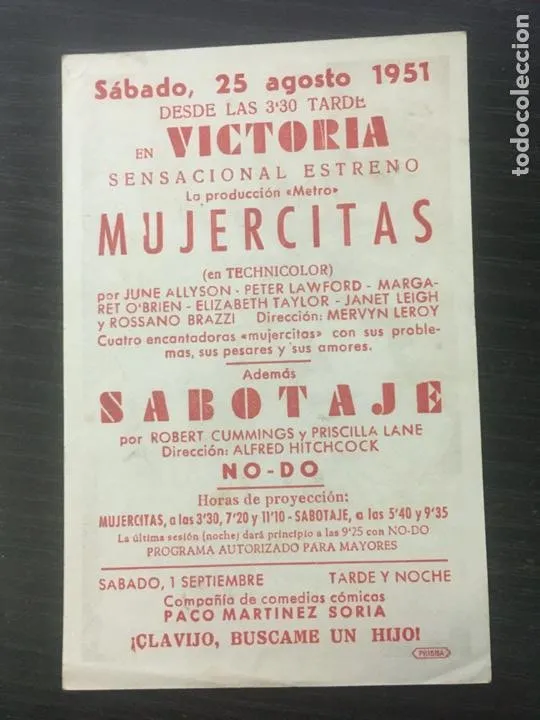 Sábado, 25 agosto 1951
DESDE LAS 3'30 TARDE
EN VICTORIA
SENSACIONAL ESTRENO
La producción «Metro»
MUJERCITAS
(en TECHNICOLOR)
por JUNE ALLYSON - PETER LAWFORD - MARGA-
RET O'BRIEN - ELIZABETH TAYLOR - JANET LEIGH
y ROSSANO BRAZZI Dirección: MERVYN LEROY
Cuatro encantadoras «mujercitas» con sus proble-
mas, sus pesares y sus amores.
Además
SABOTAJE
por ROBERT CUMMINGS y PRISCILLA LANE
Dirección: ALFRED HITCHCOCK
NO-DO
Horas de proyección:
MUJERCITAS, a las 3'30, 7'20 y 11'10 - SABOTAJE, a las 5'40 y 9'35
La última sesión (noche) dará principio a las 9'25 con NO-DO
PROGRAMA AUTORIZADO PARA MAYORES
SABADO, 1 SEPTIEMBRE TARDE Y NOCHE
Compañía de comedias cómicas
PACO MARTINEZ SORIA
¡CLAVIJO, BUSCAME UN HIJO!
PRISMA
todocoleccion